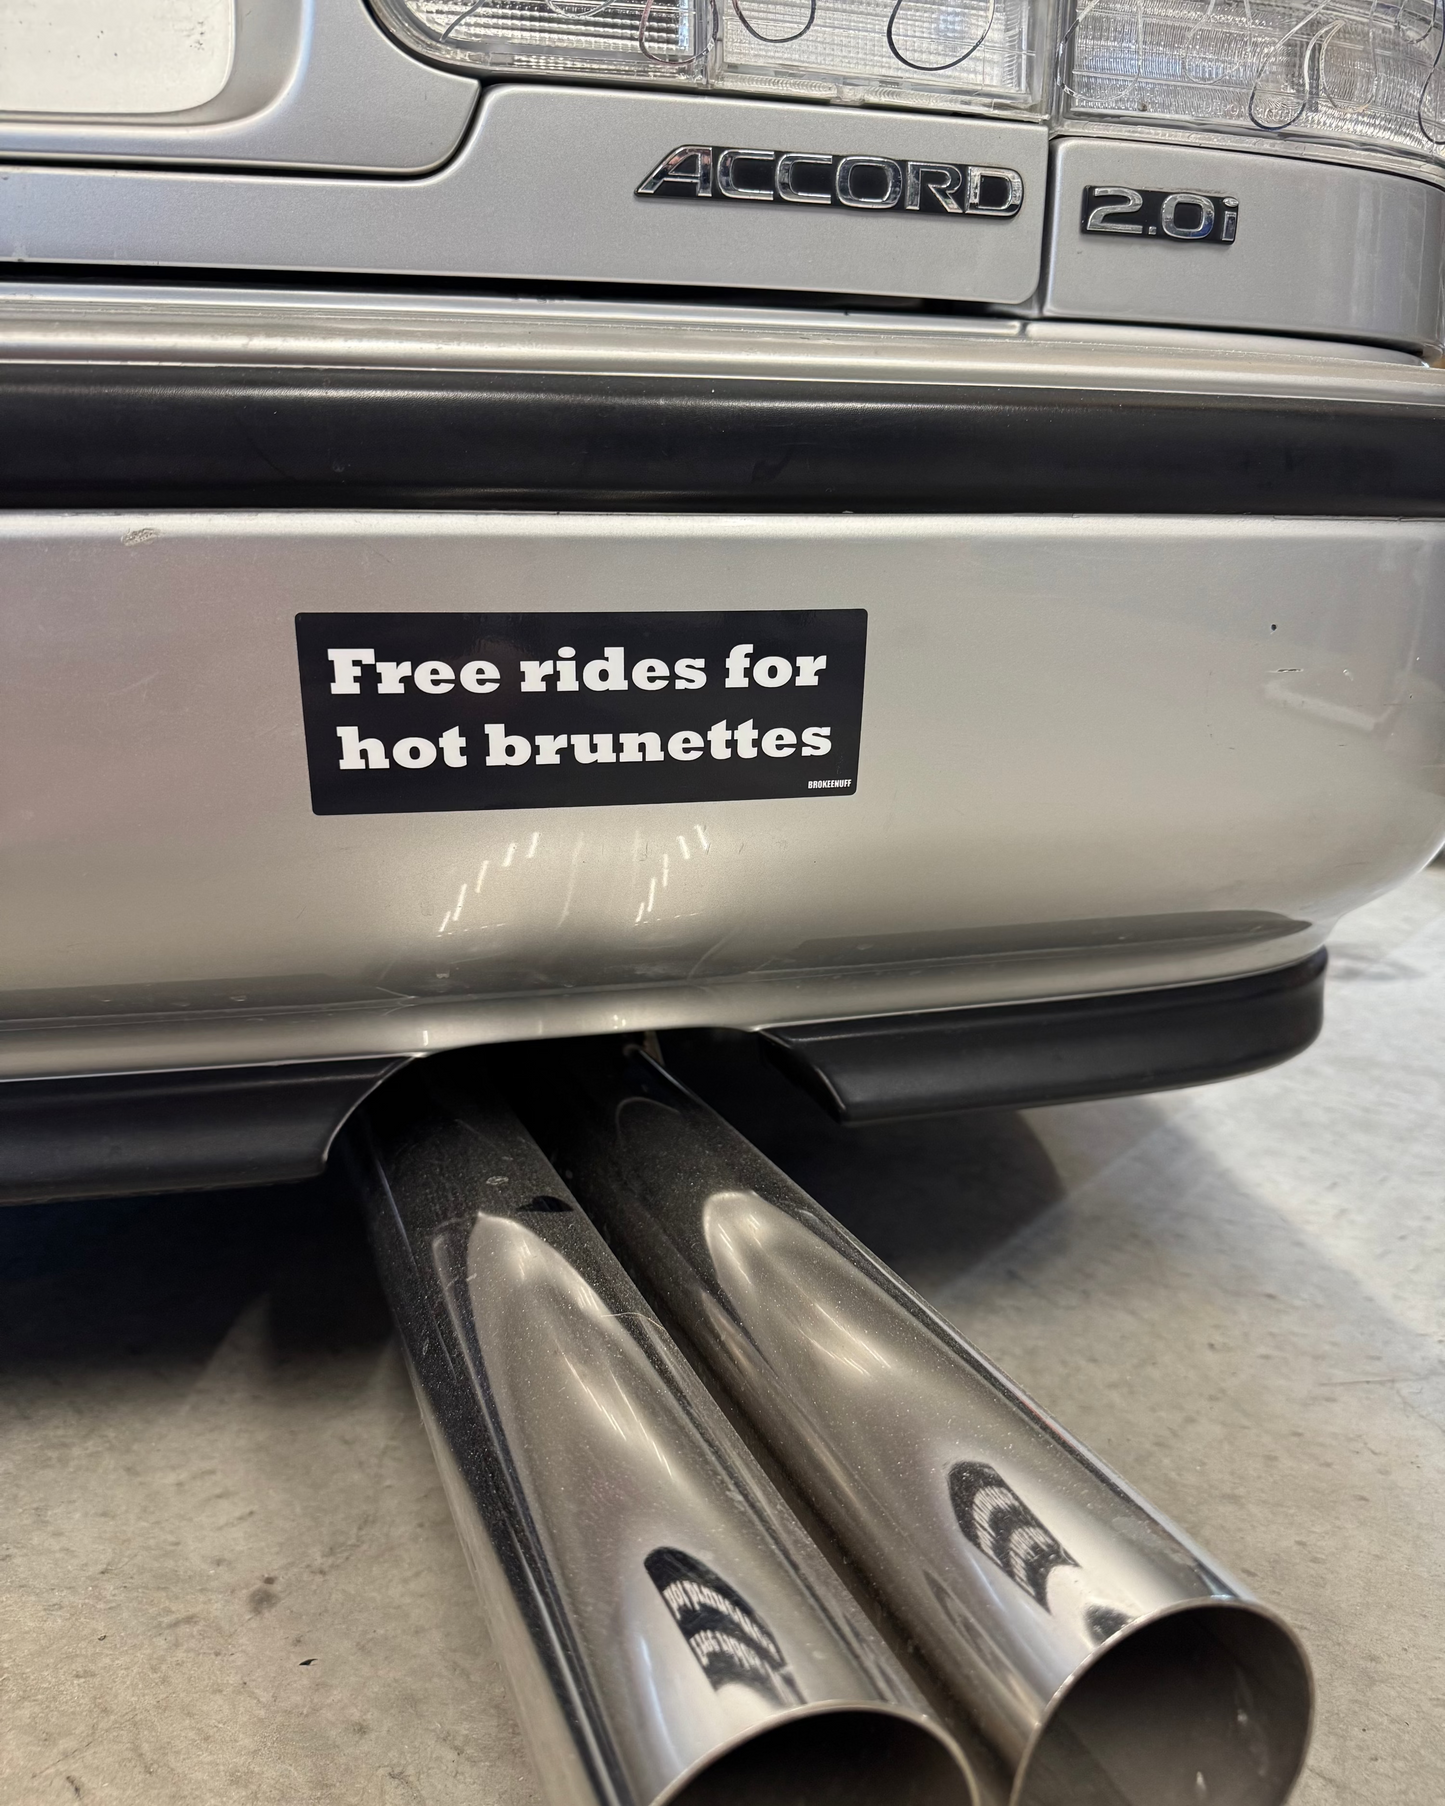 ACCORD
2.0i
Free rides for
hot brunettes
BROKEENUFF